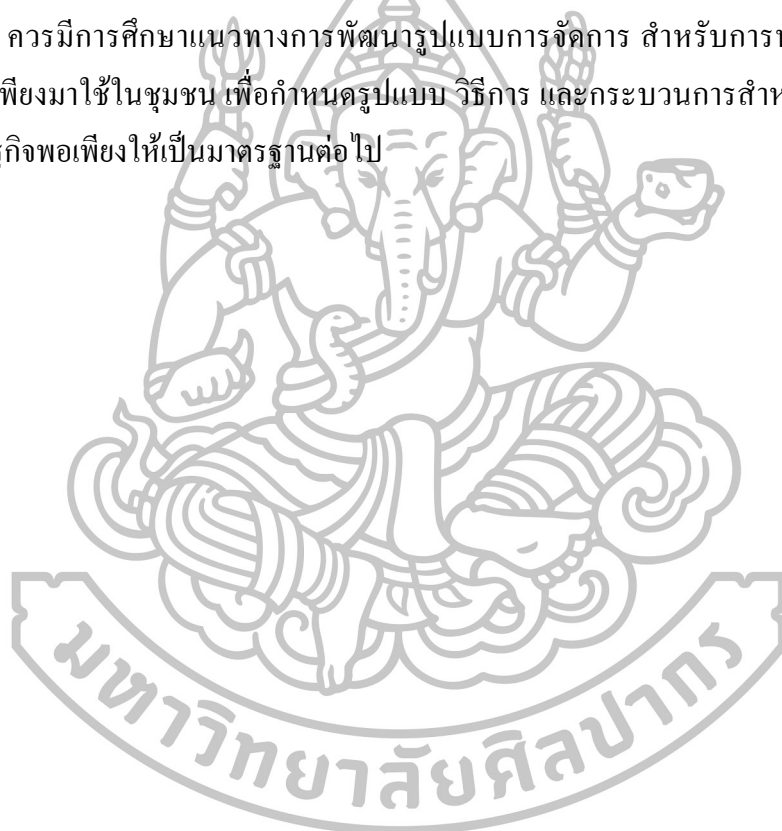 ควรมีการศึกษาแนวทางการพัฒนารูปแบบการจัดการ สำหรับการ
เพียงมาใช้ในชุมชน เพื่อกำหนดรูปแบบ วิธีการ และกระบวนการสำห
กิจพอเพียงให้เป็นมาตรฐานต่อไป
มหาวิทยาลัยศิลปากร